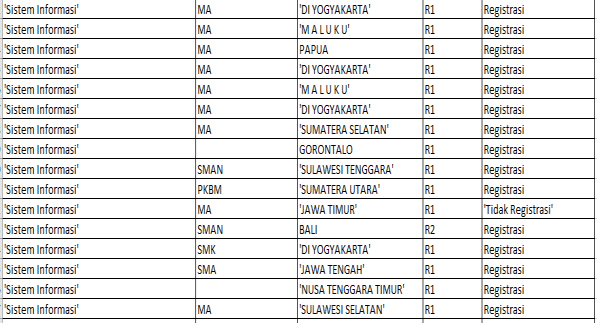 'Sistem Informasi' MA 'DI YOGYAKARTA' R1 Registrasi
'Sistem Informasi' MA 'M A L U K U' R1 Registrasi
'Sistem Informasi' MA PAPUA R1 Registrasi
'Sistem Informasi' MA 'DI YOGYAKARTA' R1 Registrasi
'Sistem Informasi' MA 'M A L U K U' R1 Registrasi
'Sistem Informasi' MA 'DI YOGYAKARTA' R1 Registrasi
'Sistem Informasi' MA 'SUMATERA SELATAN' R1 Registrasi
'Sistem Informasi' GORONTALO R1 Registrasi
'Sistem Informasi' SMAN 'SULAWESI TENGGARA' R1 Registrasi
'Sistem Informasi' PKBM 'SUMATERA UTARA' R1 Registrasi
'Sistem Informasi' MA 'JAWA TIMUR' R1 'Tidak Registrasi'
'Sistem Informasi' SMAN BALI R2 Registrasi
'Sistem Informasi' SMK 'DI YOGYAKARTA' R1 Registrasi
'Sistem Informasi' SMA 'JAWA TENGAH' R1 Registrasi
'Sistem Informasi' 'NUSA TENGGARA TIMUR' R1 Registrasi
'Sistem Informasi' MA 'SULAWESI SELATAN' R1 Registrasi